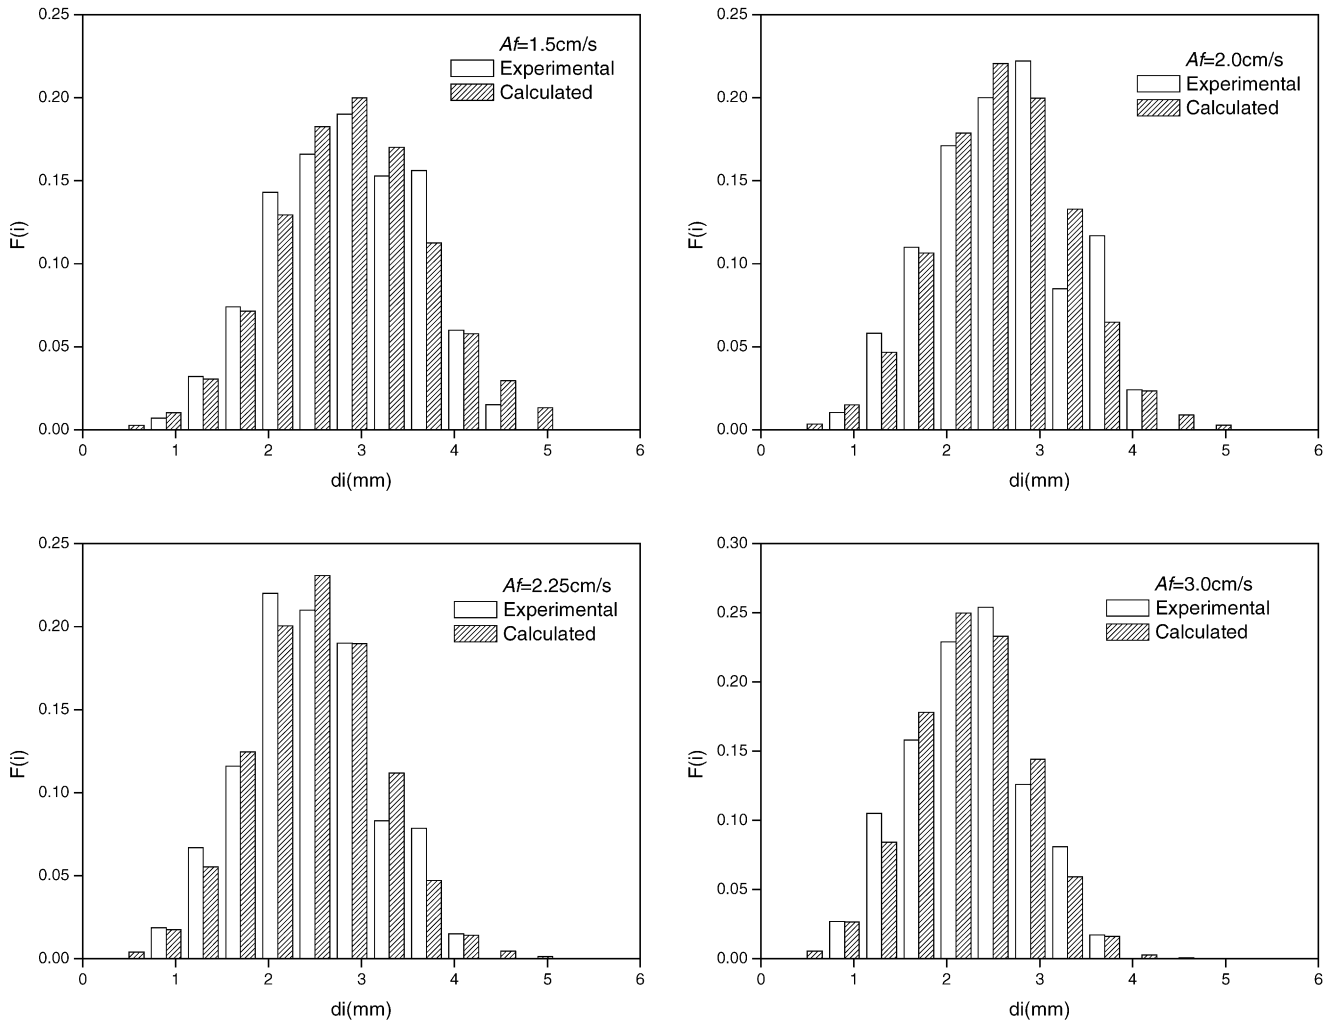 0.25
Af=1.5cm/s
Experimental
Calculated
0.20
0.15
F(i)
0.10
0.05
0.00
0 1 2 3 4 5 6
di(mm)
0.25
Af=2.0cm/s
Experimental
Calculated
0.20
0.15
F(i)
0.10
0.05
0.00
0 1 2 3 4 5 6
di(mm)
0.25
Af=2.25cm/s
Experimental
Calculated
0.20
0.15
F(i)
0.10
0.05
0.00
0 1 2 3 4 5 6
di(mm)
0.30
Af=3.0cm/s
Experimental
Calculated
0.25
0.20
0.15
F(i)
0.10
0.05
0.00
0 1 2 3 4 5 6
di(mm)